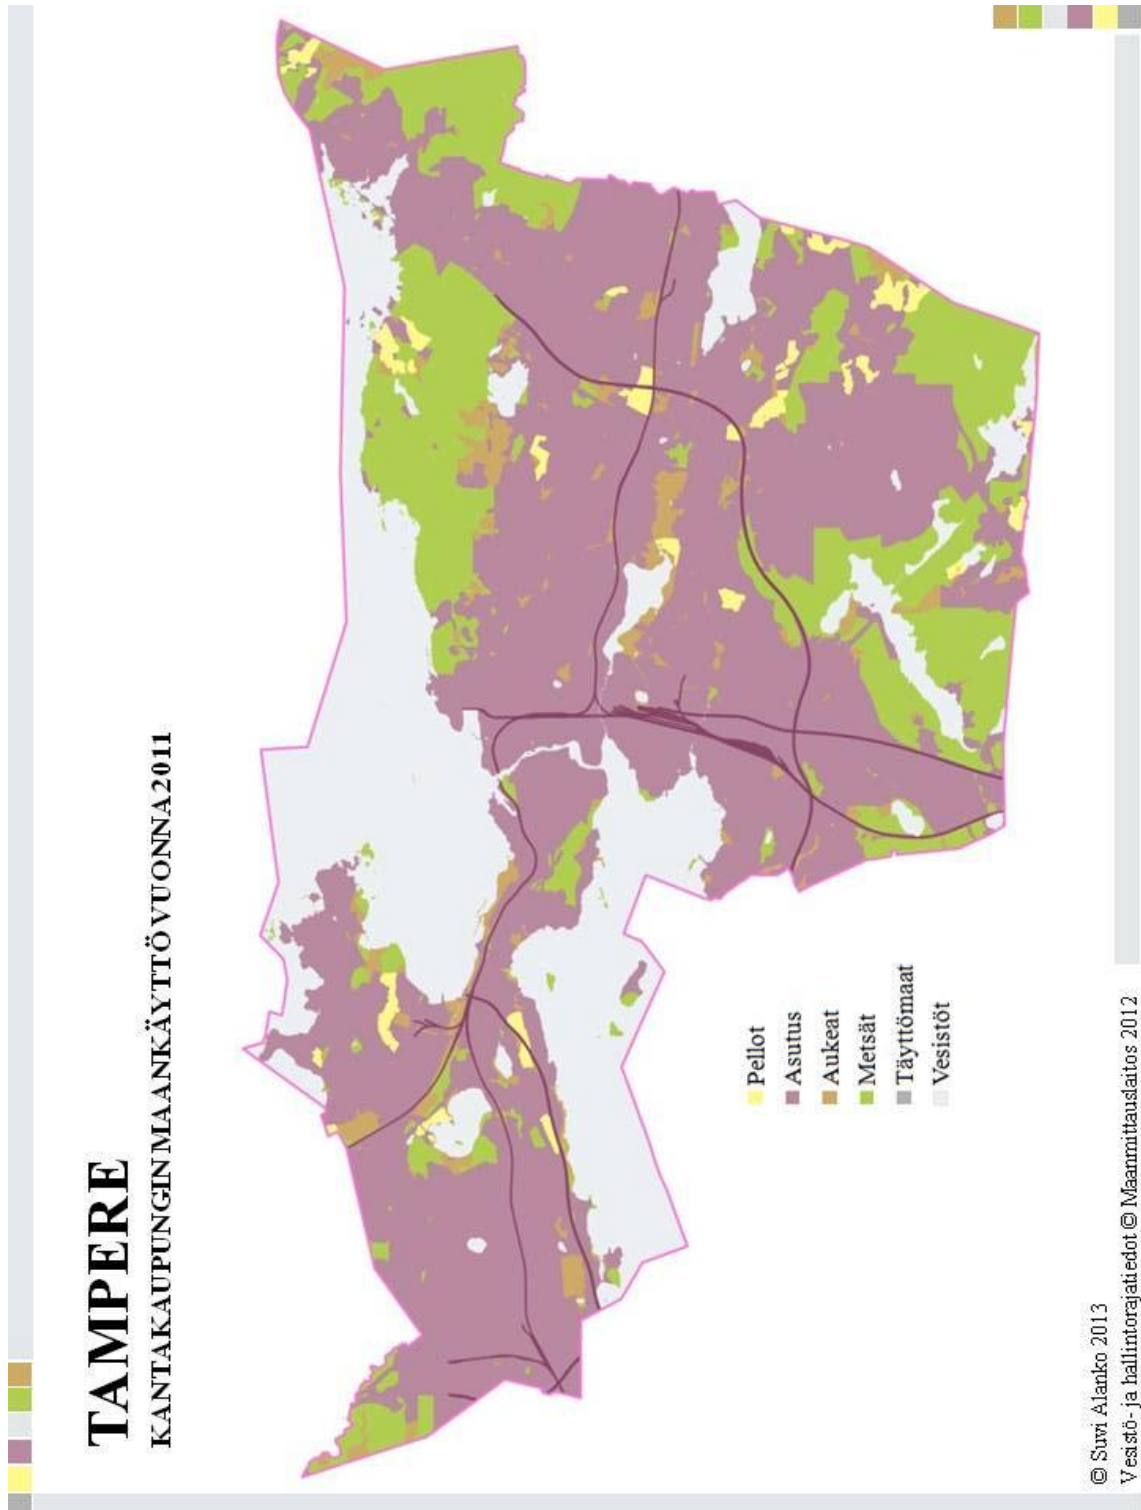 TAMPERE
KANTAKAUPUNGIN MAANKÄYTTÖ VUONNA 2011
Pellot
Asutus
Aukeat
Metsät
Täyttömaat
Vesistöt
© Suvi Alanko 2013
Vesistö- ja hallintorajatiedot © Maanmittauslaitos 2012